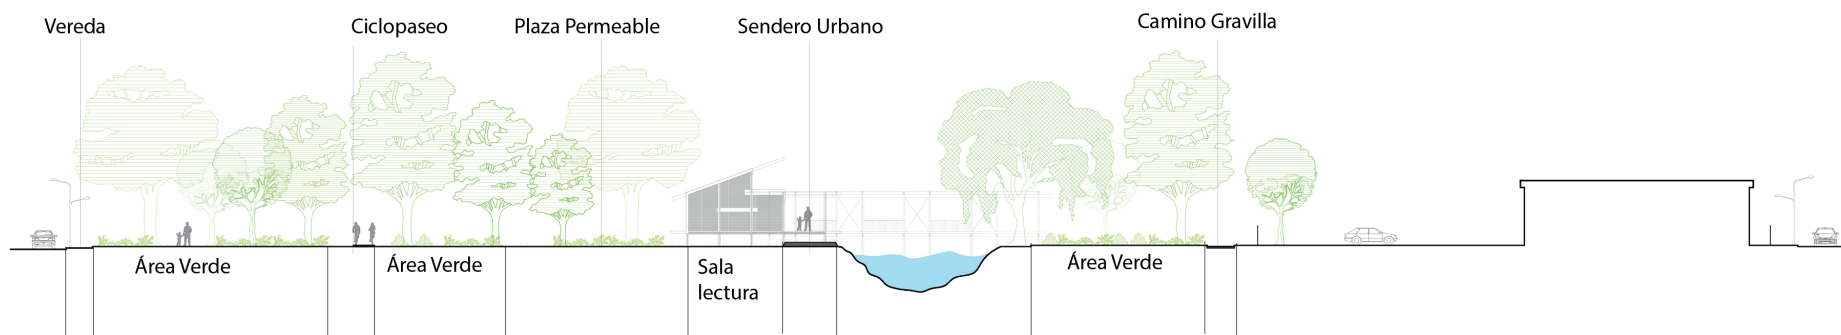 Vereda
Ciclopaseo
Plaza Permeable
Sendero Urbano
Camino Gravilla
Área Verde
Área Verde
Sala
lectura
Área Verde